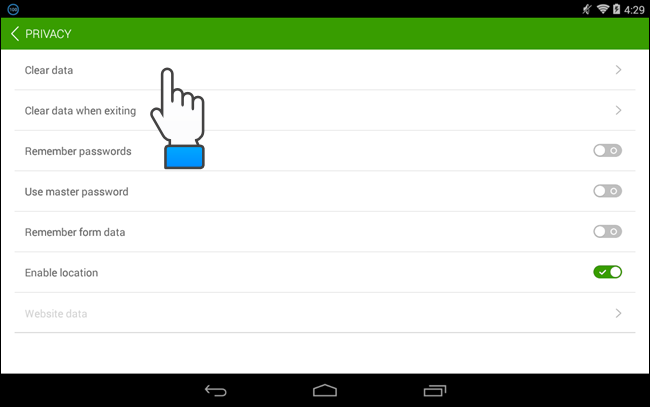 100
4:29
PRIVACY
Clear data
Clear data when exiting
Remember passwords
Use master password
Remember form data
Enable location
Website data